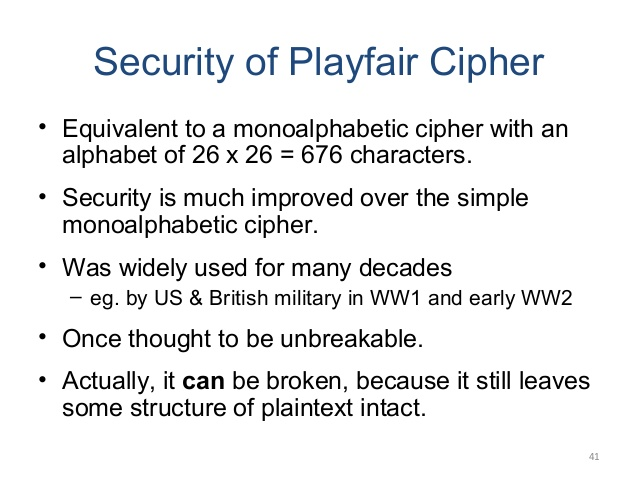 Security of Playfair Cipher
• Equivalent to a monoalphabetic cipher with an
alphabet of 26 x 26 = 676 characters.
• Security is much improved over the simple
monoalphabetic cipher.
• Was widely used for many decades
– eg. by US & British military in WW1 and early WW2
• Once thought to be unbreakable.
• Actually, it can be broken, because it still leaves
some structure of plaintext intact.
41